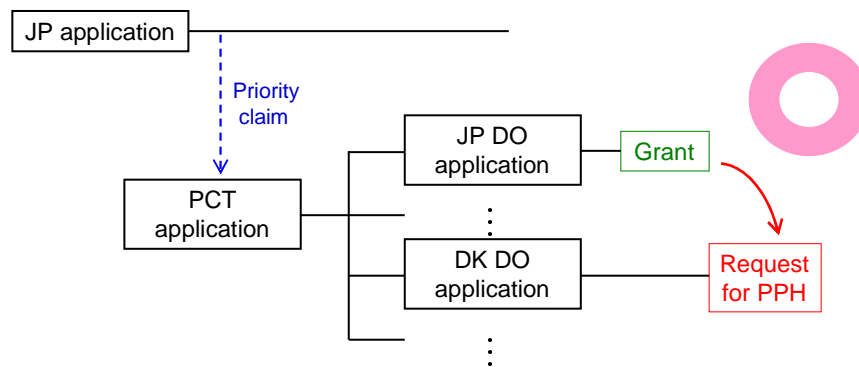 JP application
Priority
claim
JP DO
application
Grant
PCT
application
DK DO
application
Request
for PPH